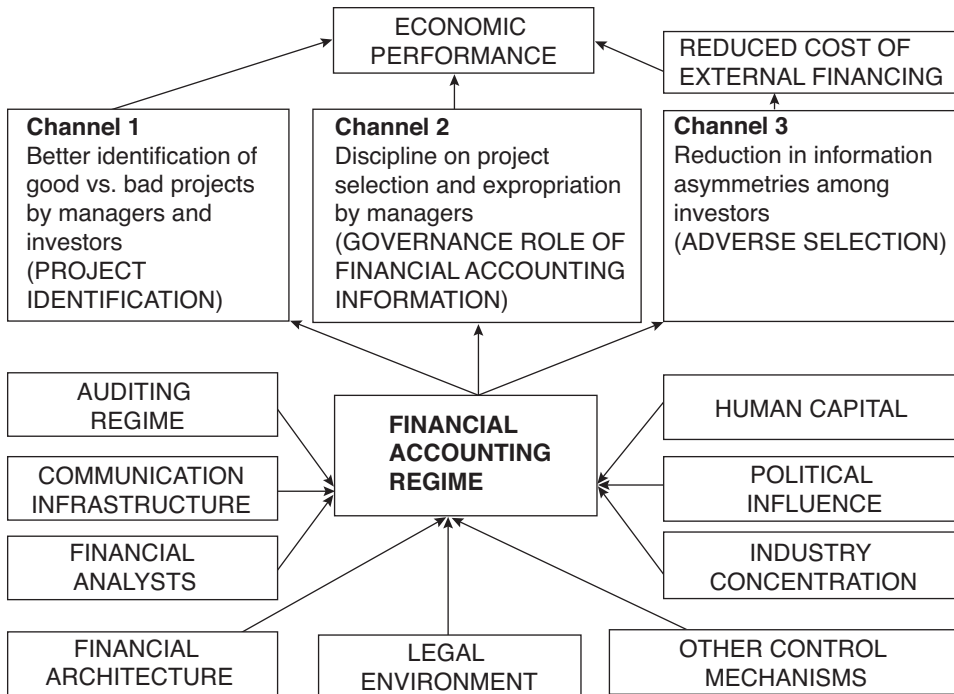 ECONOMIC
PERFORMANCE
REDUCED COST OF
EXTERNAL FINANCING
Channel 1
Better identification of
good vs. bad projects
by managers and
investors
(PROJECT
IDENTIFICATION)
Channel 2
Discipline on project
selection and expropriation
by managers
(GOVERNANCE ROLE OF
FINANCIAL ACCOUNTING
INFORMATION)
Channel 3
Reduction in information
asymmetries among
investors
(ADVERSE SELECTION)
AUDITING
REGIME
COMMUNICATION
INFRASTRUCTURE
FINANCIAL
ANALYSTS
FINANCIAL
ACCOUNTING
REGIME
HUMAN CAPITAL
POLITICAL
INFLUENCE
INDUSTRY
CONCENTRATION
FINANCIAL
ARCHITECTURE
LEGAL
ENVIRONMENT
OTHER CONTROL
MECHANISMS